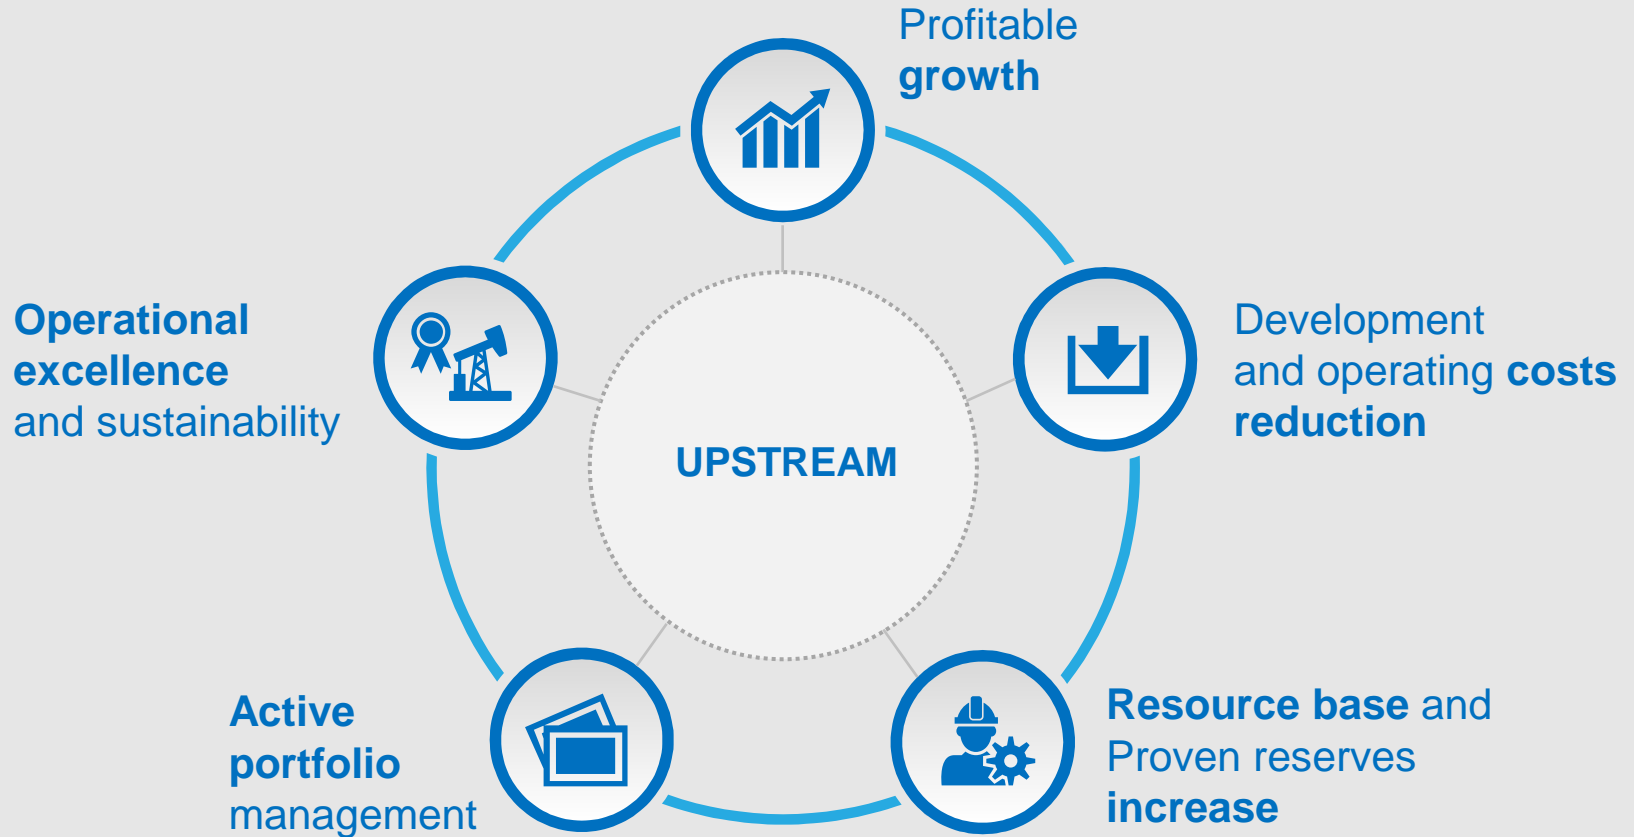 Profitable
growth
Operational
excellence
and sustainability
Development
and operating costs
reduction
UPSTREAM
Active
portfolio
management
Resource base and
Proven reserves
increase